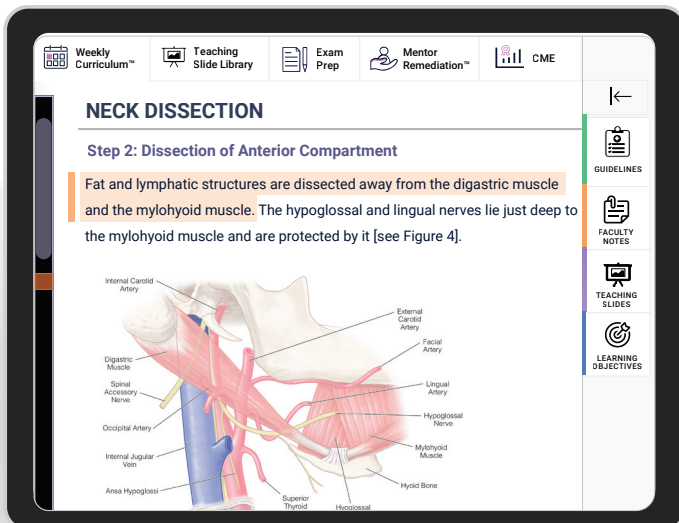 Weekly
Curriculum™
Teaching
Slide Library
Exam
Prep
Mentor
Remediation™
CME
NECK DISSECTION
Step 2: Dissection of Anterior Compartment
Fat and lymphatic structures are dissected away from the digastric muscle
and the mylohyoid muscle. The hypoglossal and lingual nerves lie just deep to
the mylohyoid muscle and are protected by it [see Figure 4].
Internal Carotid
Artery
External
Carotid
Artery
Facial
Artery
Digastric
Muscle
Spinal
Accessory
Nerve
Lingual
Artery
Hypoglossal
Nerve
Occipital Artery
Mylohyoid
Muscle
Internal Jugular
Vein
Hyoid Bone
Ansa Hypoglossi
Superior
Thyroid
Hyoglossal
GUIDELINES
FACULTY
NOTES
TEACHING
SLIDES
LEARNING
OBJECTIVES